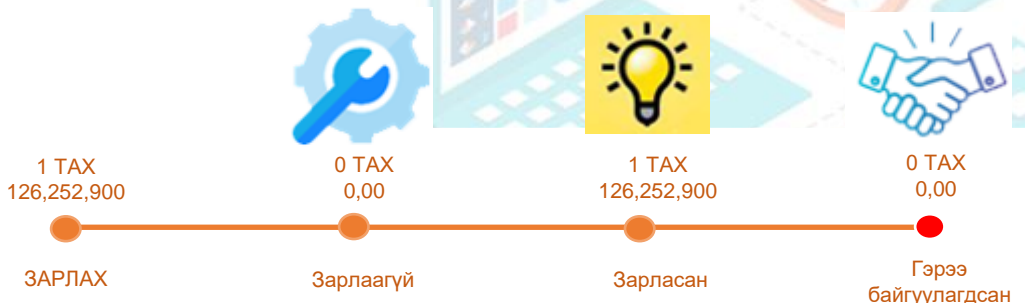 1 ТАХ
126,252,900
0 ТАХ
0,00
1 ТАХ
126,252,900
0 ТАХ
0,00
ЗАРЛАХ
Зарлаагүй
Зарласан
Гэрээ
байгуулагдсан